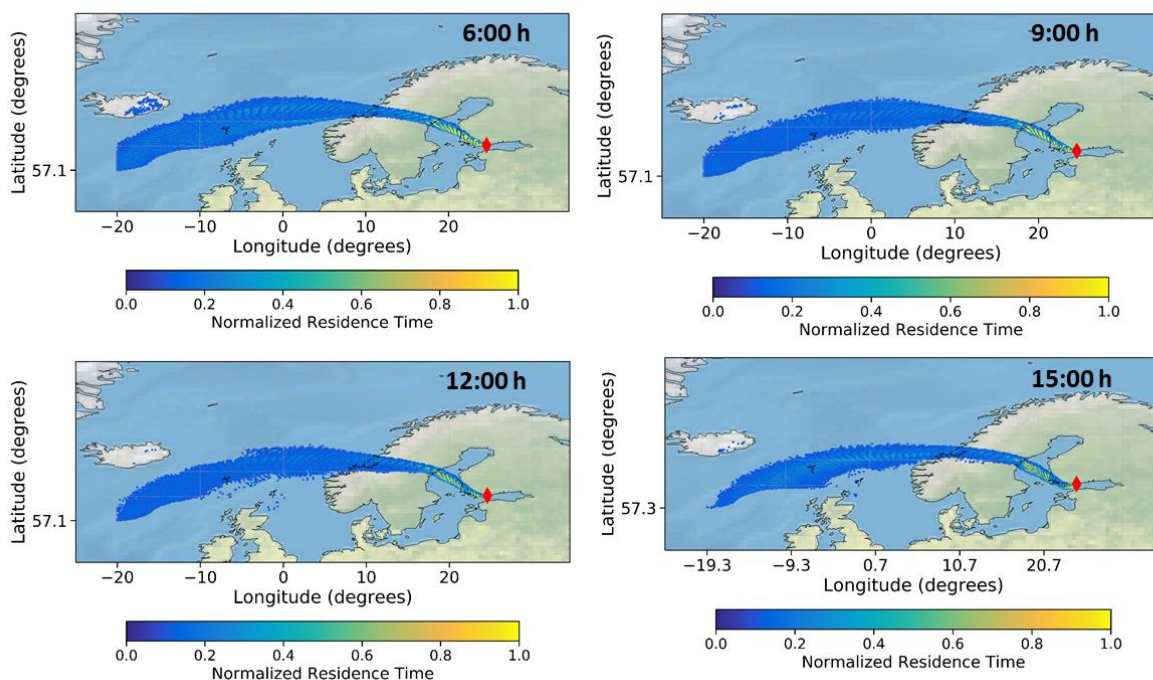 6:00 h
Latitude (degrees)
57.1
−20 −10 0 10 20
Longitude (degrees)
0.0 0.2 0.4 0.6 0.8 1.0
Normalized Residence Time
9:00 h
Latitude (degrees)
57.1
−20 −10 0 10 20
Longitude (degrees)
0.0 0.2 0.4 0.6 0.8 1.0
Normalized Residence Time
12:00 h
Latitude (degrees)
57.1
−20 −10 0 10 20
Longitude (degrees)
0.0 0.2 0.4 0.6 0.8 1.0
Normalized Residence Time
15:00 h
Latitude (degrees)
57.3
−19.3 −9.3 0.7 10.7 20.7
Longitude (degrees)
0.0 0.2 0.4 0.6 0.8 1.0
Normalized Residence Time